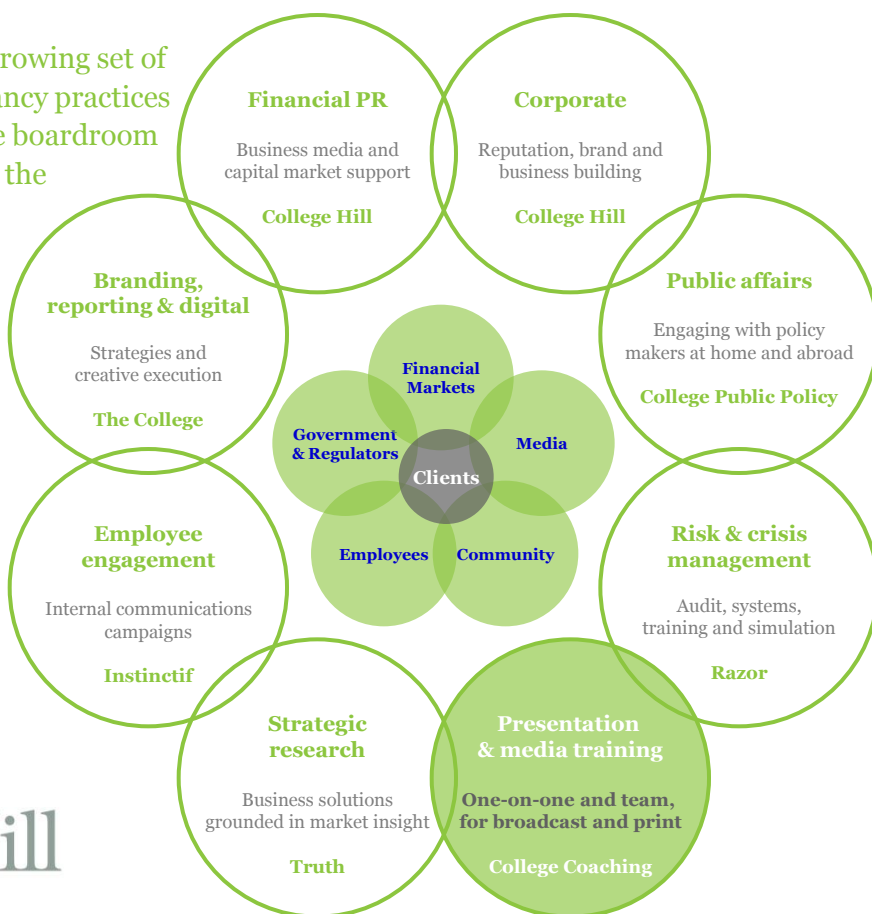 rowing set of
ancy practices
e boardroom
the
Financial PR
Business media and
capital market support
College Hill
Corporate
Reputation, brand and
business building
College Hill
Branding,
reporting & digital
Strategies and
creative execution
The College
Public affairs
Engaging with policy
makers at home and abroad
College Public Policy
Financial
Markets
Government
& Regulators
Media
Clients
Employees
Community
Employee
engagement
Internal communications
campaigns
Instinctif
Risk & crisis
management
Audit, systems,
training and simulation
Razor
Strategic
research
Business solutions
grounded in market insight
Truth
Presentation
& media training
One-on-one and team,
for broadcast and print
College Coaching
ill